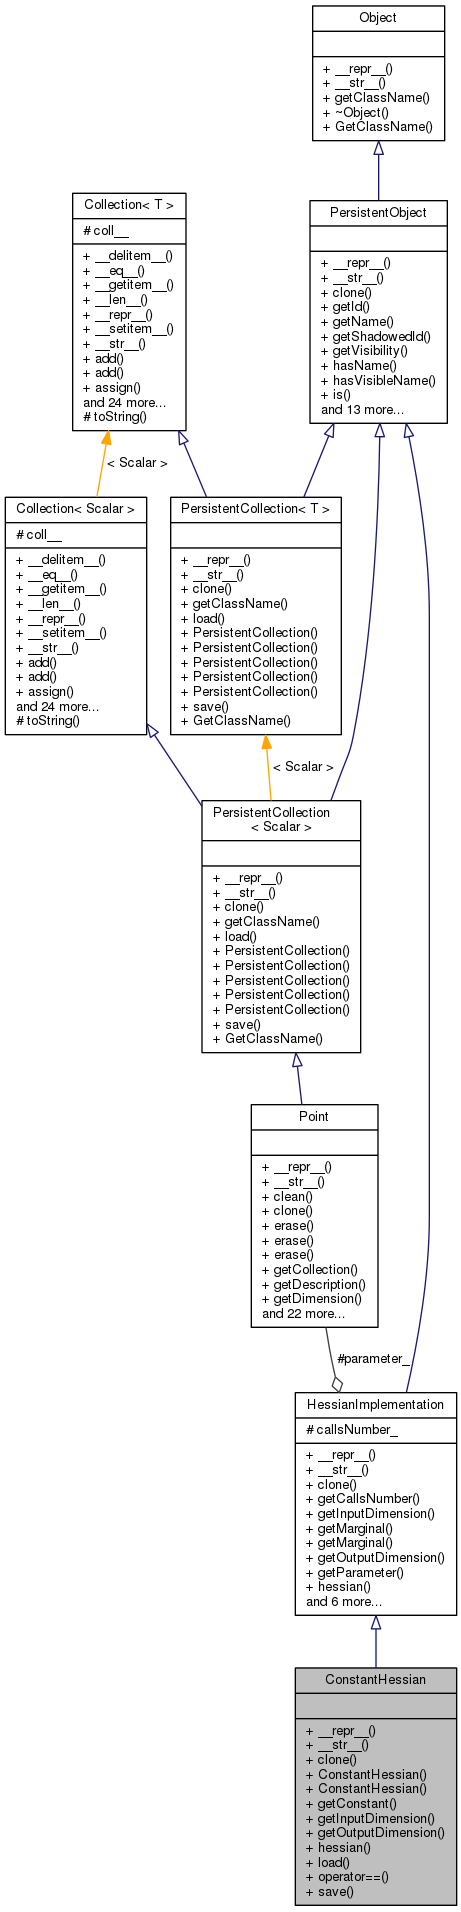 Object
+ __repr__()
+ __str__()
+ getClassName()
+ ~Object()
+ GetClassName()
Collection< T >
# coll__
+ __delitem__()
+ __eq__()
+ __getitem__()
+ __len__()
+ __repr__()
+ __setitem__()
+ __str__()
+ add()
+ add()
+ assign()
and 24 more...
# toString()
PersistentObject
+ __repr__()
+ __str__()
+ clone()
+ getId()
+ getName()
+ getShadowedId()
+ getVisibility()
+ hasName()
+ hasVisibleName()
+ is()
and 13 more...
< Scalar >
Collection< Scalar >
# coll__
+ __delitem__()
+ __eq__()
+ __getitem__()
+ __len__()
+ __repr__()
+ __setitem__()
+ __str__()
+ add()
+ add()
+ assign()
and 24 more...
# toString()
PersistentCollection< T >
+ __repr__()
+ __str__()
+ clone()
+ getClassName()
+ load()
+ PersistentCollection()
+ PersistentCollection()
+ PersistentCollection()
+ PersistentCollection()
+ PersistentCollection()
+ save()
+ GetClassName()
< Scalar >
PersistentCollection
< Scalar >
+ __repr__()
+ __str__()
+ clone()
+ getClassName()
+ load()
+ PersistentCollection()
+ PersistentCollection()
+ PersistentCollection()
+ PersistentCollection()
+ PersistentCollection()
+ save()
+ GetClassName()
Point
+ __repr__()
+ __str__()
+ clean()
+ clone()
+ erase()
+ erase()
+ erase()
+ getCollection()
+ getDescription()
+ getDimension()
and 22 more...
#parameter_
HessianImplementation
# callsNumber_
+ __repr__()
+ __str__()
+ clone()
+ getCallsNumber()
+ getInputDimension()
+ getMarginal()
+ getMarginal()
+ getOutputDimension()
+ getParameter()
+ hessian()
and 6 more...
ConstantHessian
+ __repr__()
+ __str__()
+ clone()
+ ConstantHessian()
+ ConstantHessian()
+ getConstant()
+ getInputDimension()
+ getOutputDimension()
+ hessian()
+ load()
+ operator==()
+ save()